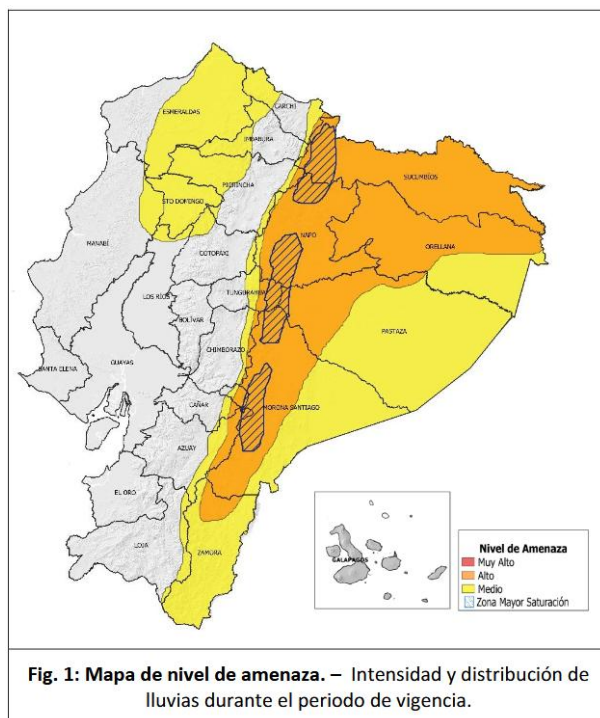 ESMERALDAS
CARCHI
IMBABURA
SUCUMBÍOS
PICHINCHA
STO DOMINGO
NAPO
ORELLANA
MANABÍ
COTOPAXI
LOS RÍOS
TUNGURAHUA
PASTAZA
BOLÍVAR
CHIMBORAZO
SANTA ELENA
GUAYAS
CAÑAR
MORONA SANTIAGO
AZUAY
EL ORO
LOJA
ZAMORA
GALÁPAGOS
Nivel de Amenaza
Muy Alto
Alto
Medio
Zona Mayor Saturación
Fig. 1: Mapa de nivel de amenaza. – Intensidad y distribución de
lluvias durante el periodo de vigencia.